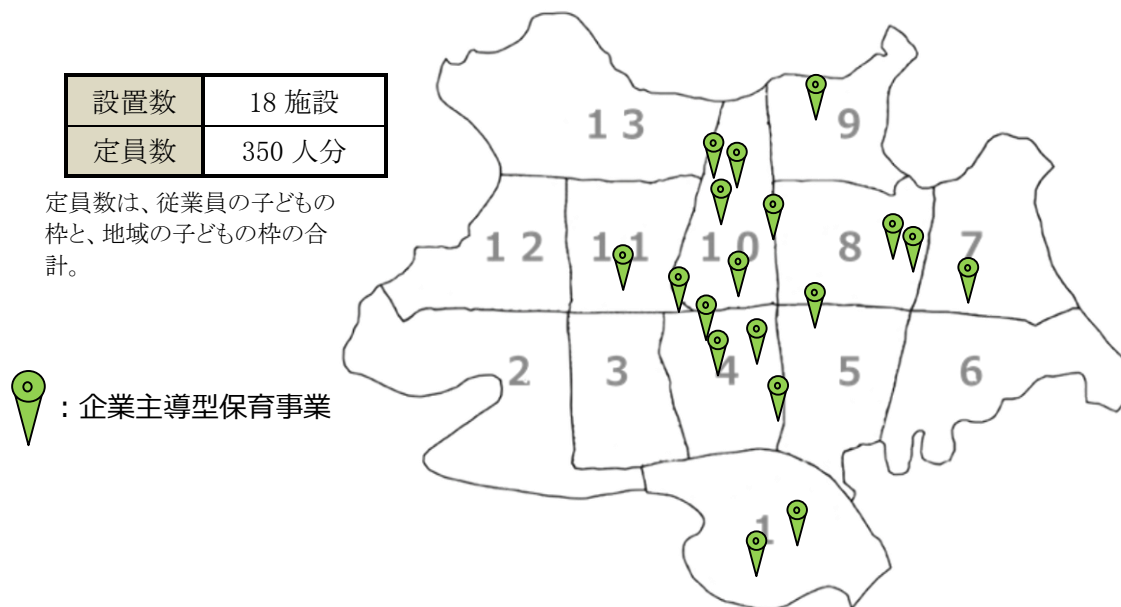 設置数 18 施設
定員数 350 人分
定員数は、従業員の子どもの
枠と、地域の子どもの枠の合
計。
：企業主導型保育事業
13
9
12
11
10
8
7
2
3
4
5
6
1